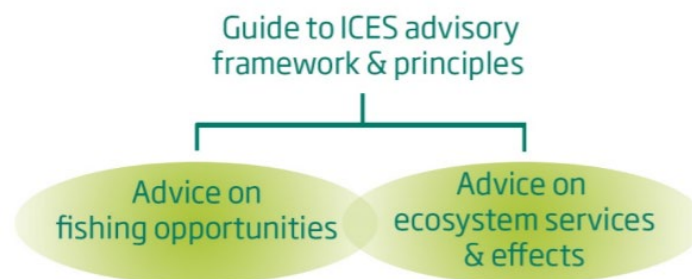 Guide to ICES advisory
framework & principles
Advice on
fishing opportunities
Advice on
ecosystem services
& effects